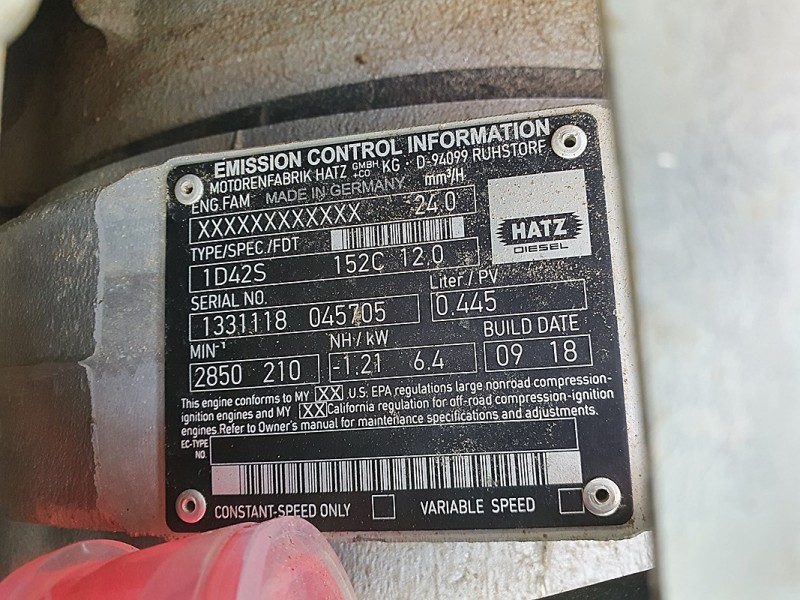 EMISSION CONTROL INFORMATION
MOTORENFABRIK HATZ GMBH +CO KG · D-94099 RUHSTORF
ENG.FAM MADE IN GERMANY mm³/H
XXXXXXXXXXXX 24.0
HATZ
DIESEL
TYPE/SPEC./FDT
1D42S 152C 12.0
SERIAL NO. Liter / PV
1331118 045705 0.445
MIN⁻¹ NH / kW BUILD DATE
2850 210 -1.21 6.4 09 18
This engine conforms to MY XX .U.S. EPA regulations large nonroad compression-
ignition engines and MY XX California regulation for off-road compression-ignition
engines.Refer to Owner's manual for maintenance specifications and adjustments.
EC-TYPE
NO.
CONSTANT-SPEED ONLY VARIABLE SPEED